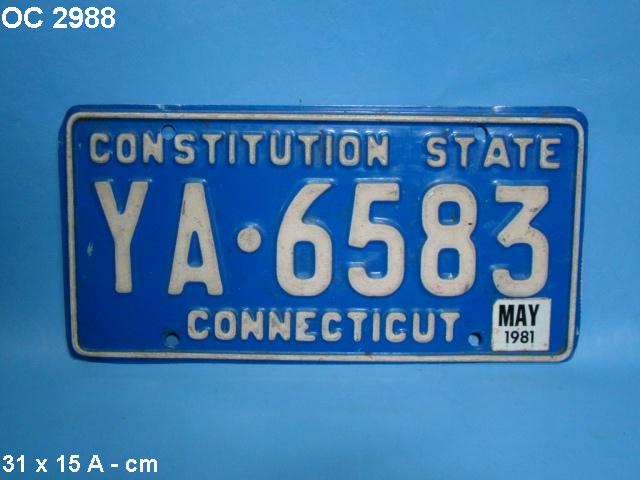 OC 2988
CONSTITUTION STATE
YA·6583
CONNECTICUT
MAY
1981
31 x 15 A - cm